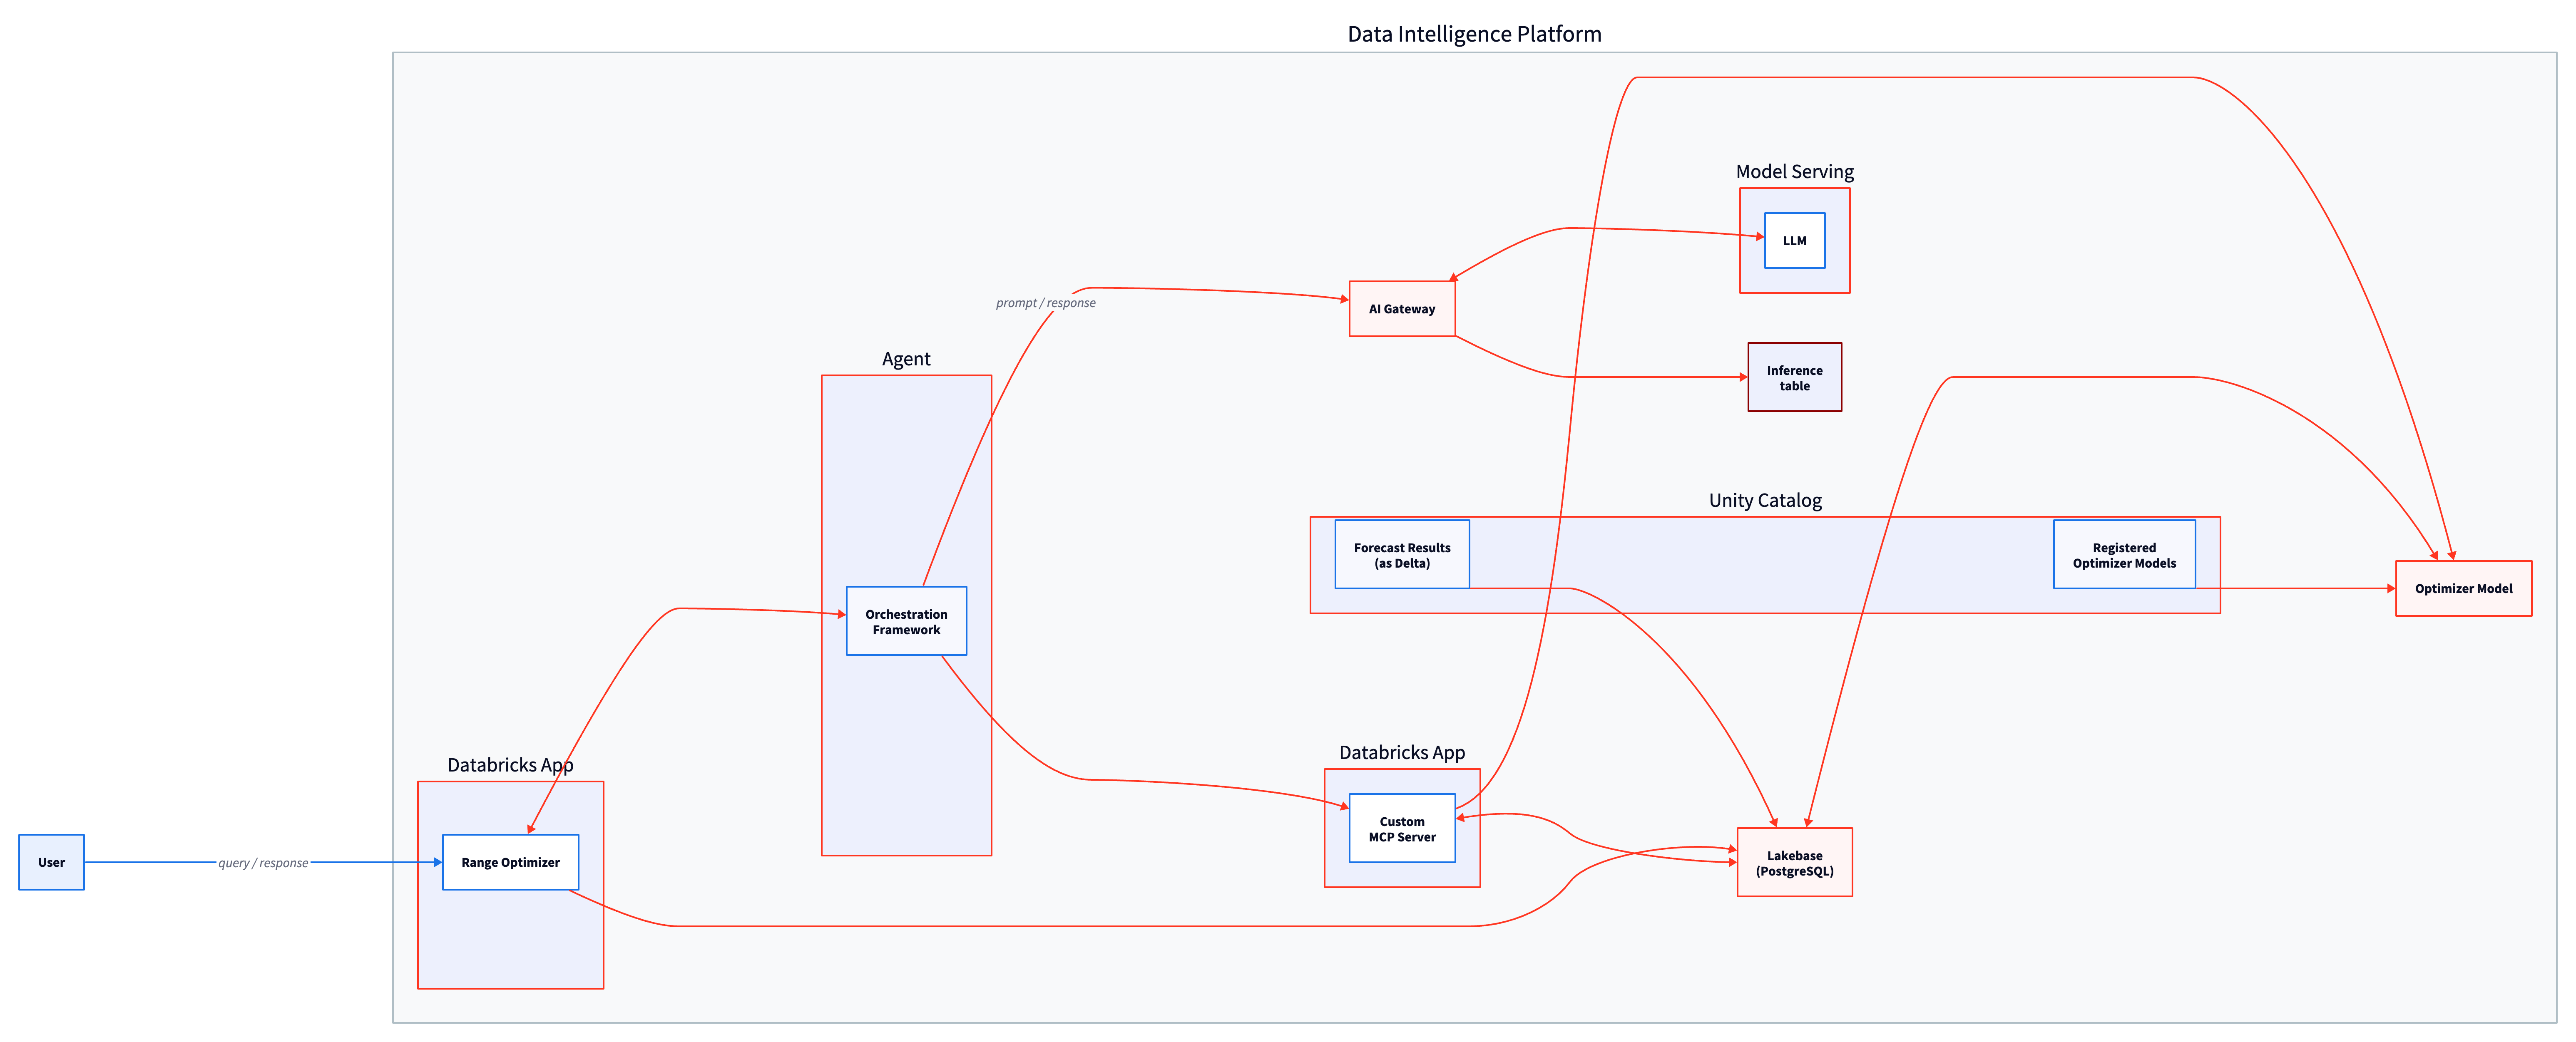 Data Intelligence Platform
Model Serving
LLM
prompt / response
AI Gateway
Agent
Inference
table
Unity Catalog
Forecast Results
(as Delta)
Registered
Optimizer Models
Optimizer Model
Orchestration
Framework
Databricks App
Databricks App
Custom
MCP Server
User
query / response
Range Optimizer
Lakebase
(PostgreSQL)